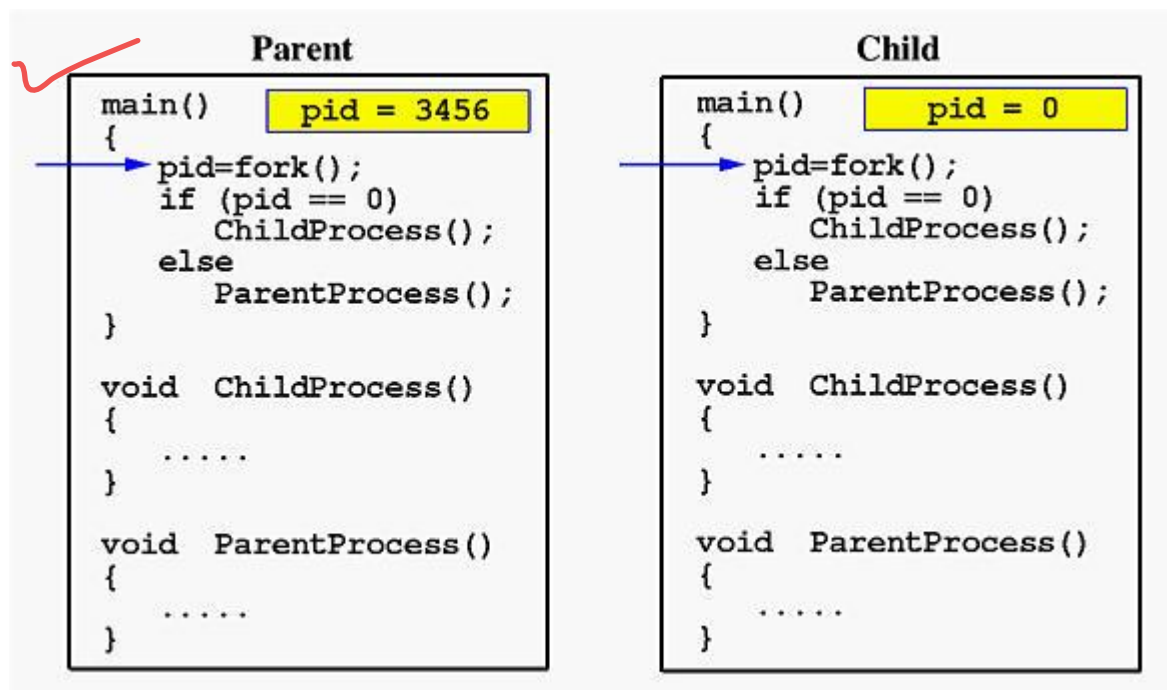 Parent
main()
pid = 3456
{
pid=fork();
if (pid == 0)
ChildProcess();
else
ParentProcess();
}
void ChildProcess()
{
.....
}
void ParentProcess()
{
.....
}
Child
main()
pid = 0
{
pid=fork();
if (pid == 0)
ChildProcess();
else
ParentProcess();
}
void ChildProcess()
{
.....
}
void ParentProcess()
{
.....
}